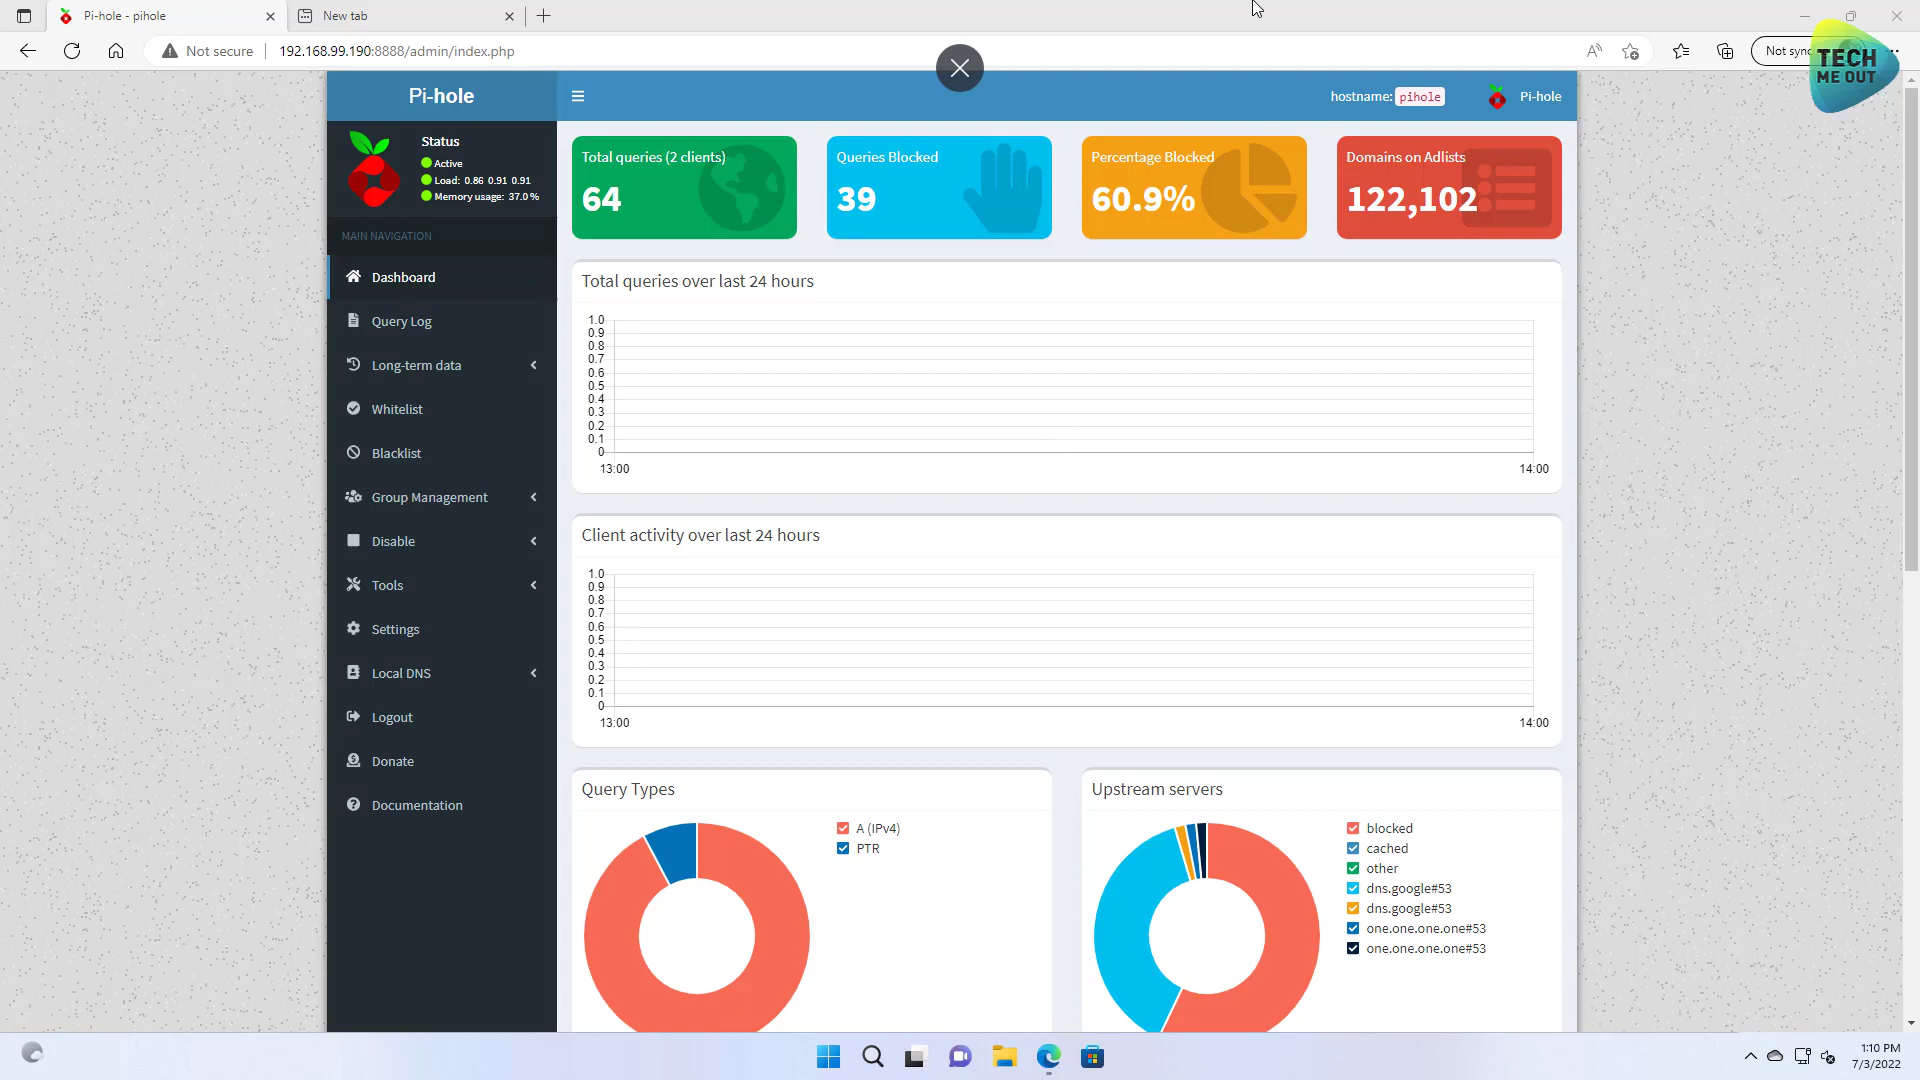 Pi-hole - pihole
New tab
Not secure
192.168.99.190:8888/admin/index.php
Not sync
TECH
ME OUT
Pi-hole
hostname: pihole
Pi-hole
Status
Active
Load: 0.86 0.91 0.91
Memory usage: 37.0 %
MAIN NAVIGATION
Dashboard
Query Log
Long-term data
Whitelist
Blacklist
Group Management
Disable
Tools
Settings
Local DNS
Logout
Donate
Documentation
Total queries (2 clients)
64
Queries Blocked
39
Percentage Blocked
60.9%
Domains on Adlists
122,102
Total queries over last 24 hours
1.0
0.9
0.8
0.7
0.6
0.5
0.4
0.3
0.2
0.1
0
13:00
14:00
Client activity over last 24 hours
1.0
0.9
0.8
0.7
0.6
0.5
0.4
0.3
0.2
0.1
0
13:00
14:00
Query Types
A (IPv4)
PTR
Upstream servers
blocked
cached
other
dns.google#53
dns.google#53
one.one.one.one#53
one.one.one.one#53
1:10 PM
7/3/2022